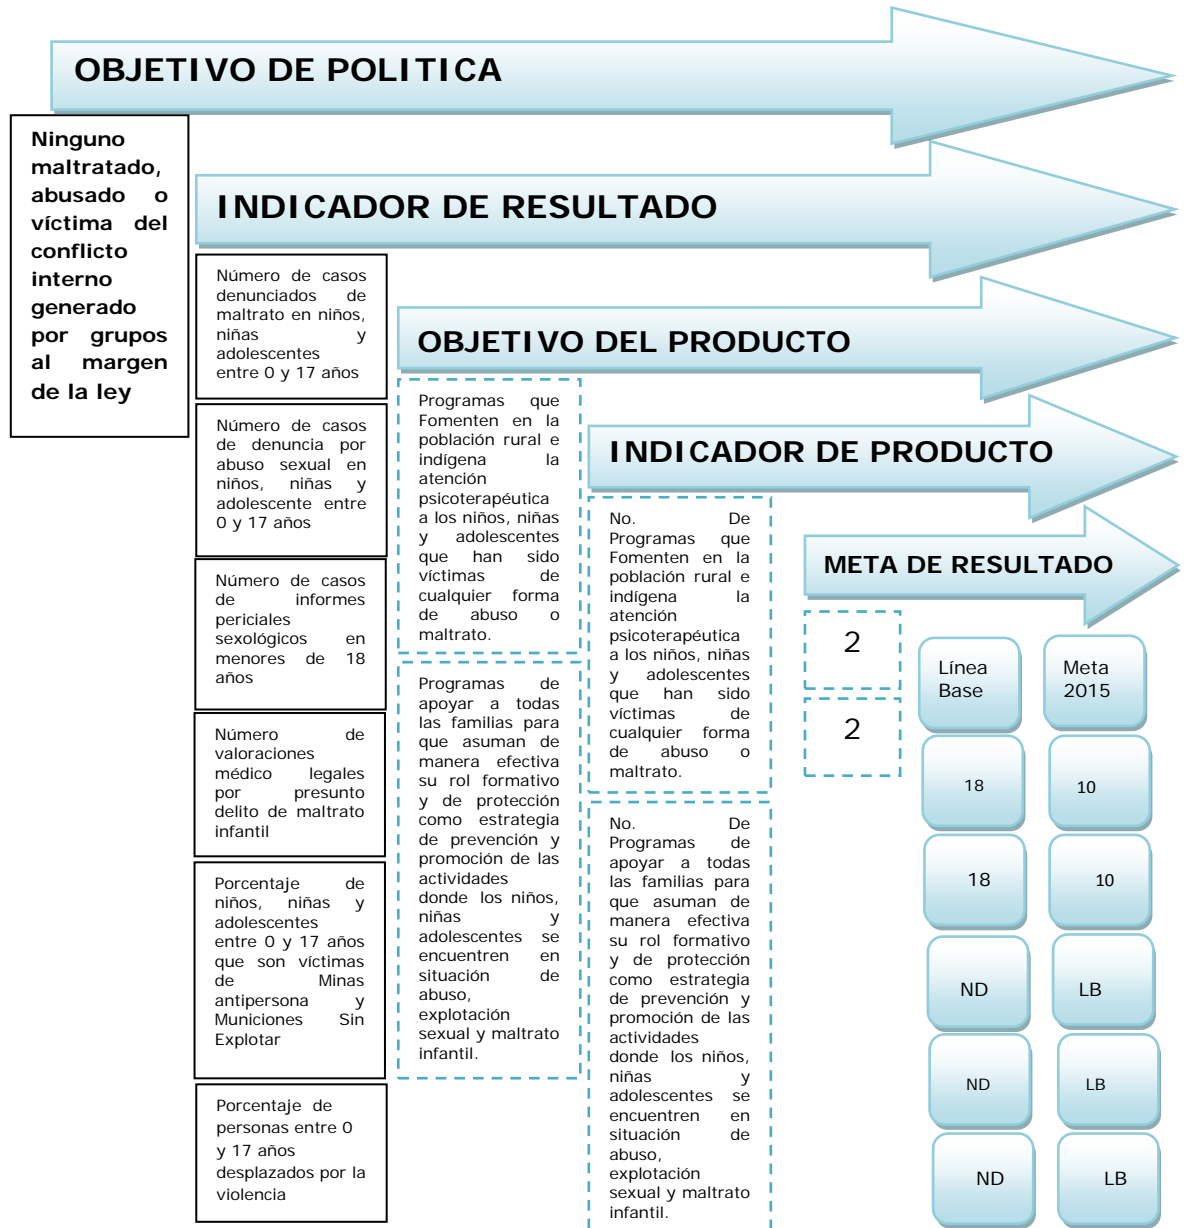 OBJETIVO DE POLITICA
Ninguno
maltratado,
abusado o
víctima del
conflicto
interno
generado
por grupos
al margen
de la ley
INDICADOR DE RESULTADO
Número de casos
denunciados de
maltrato en niños,
niñas y
adolescentes
entre 0 y 17 años
Número de casos
de denuncia por
abuso sexual en
niños, niñas y
adolescente entre
0 y 17 años
Número de casos
de informes
periciales
sexológicos en
menores de 18
años
Número de
valoraciones
médico legales
por presunto
delito de maltrato
infantil
Porcentaje de
niños, niñas y
adolescentes
entre 0 y 17 años
que son víctimas
de Minas
antipersona y
Municiones Sin
Explotar
Porcentaje de
personas entre 0
y 17 años
desplazados por la
violencia
OBJETIVO DEL PRODUCTO
Programas que
Fomenten en la
población rural e
indígena la
atención
psicoterapéutica
a los niños, niñas
y adolescentes
que han sido
víctimas de
cualquier forma
de abuso o
maltrato.
Programas de
apoyar a todas
las familias para
que asuman de
manera efectiva
su rol formativo
y de protección
como estrategia
de prevención y
promoción de las
actividades
donde los niños,
niñas y
adolescentes se
encuentren en
situación de
abuso,
explotación
sexual y maltrato
infantil.
INDICADOR DE PRODUCTO
No. De
Programas que
Fomenten en la
población rural e
indígena la
atención
psicoterapéutica
a los niños, niñas
y adolescentes
que han sido
víctimas de
cualquier forma
de abuso o
maltrato.
No. De
Programas de
apoyar a todas
las familias para
que asuman de
manera efectiva
su rol formativo
y de protección
como estrategia
de prevención y
promoción de las
actividades
donde los niños,
niñas y
adolescentes se
encuentren en
situación de
abuso,
explotación
sexual y maltrato
infantil.
META DE RESULTADO
2
2
Línea
Base
Meta
2015
18
10
18
10
ND
LB
ND
LB
ND
LB